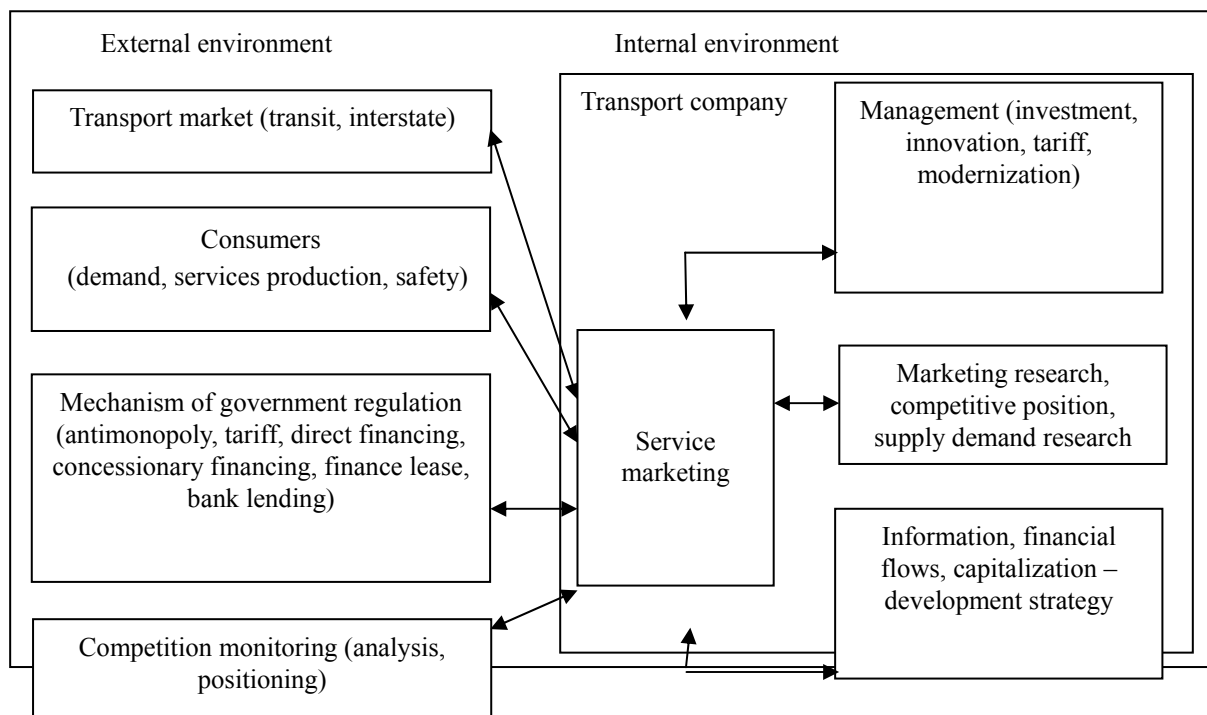 External environment
Internal environment
Transport market (transit, interstate)
Consumers
(demand, services production, safety)
Mechanism of government regulation
(antimonopoly, tariff, direct financing,
concessionary financing, finance lease,
bank lending)
Competition monitoring (analysis,
positioning)
Transport company
Service
marketing
Management (investment,
innovation, tariff,
modernization)
Marketing research,
competitive position,
supply demand research
Information, financial
flows, capitalization –
development strategy